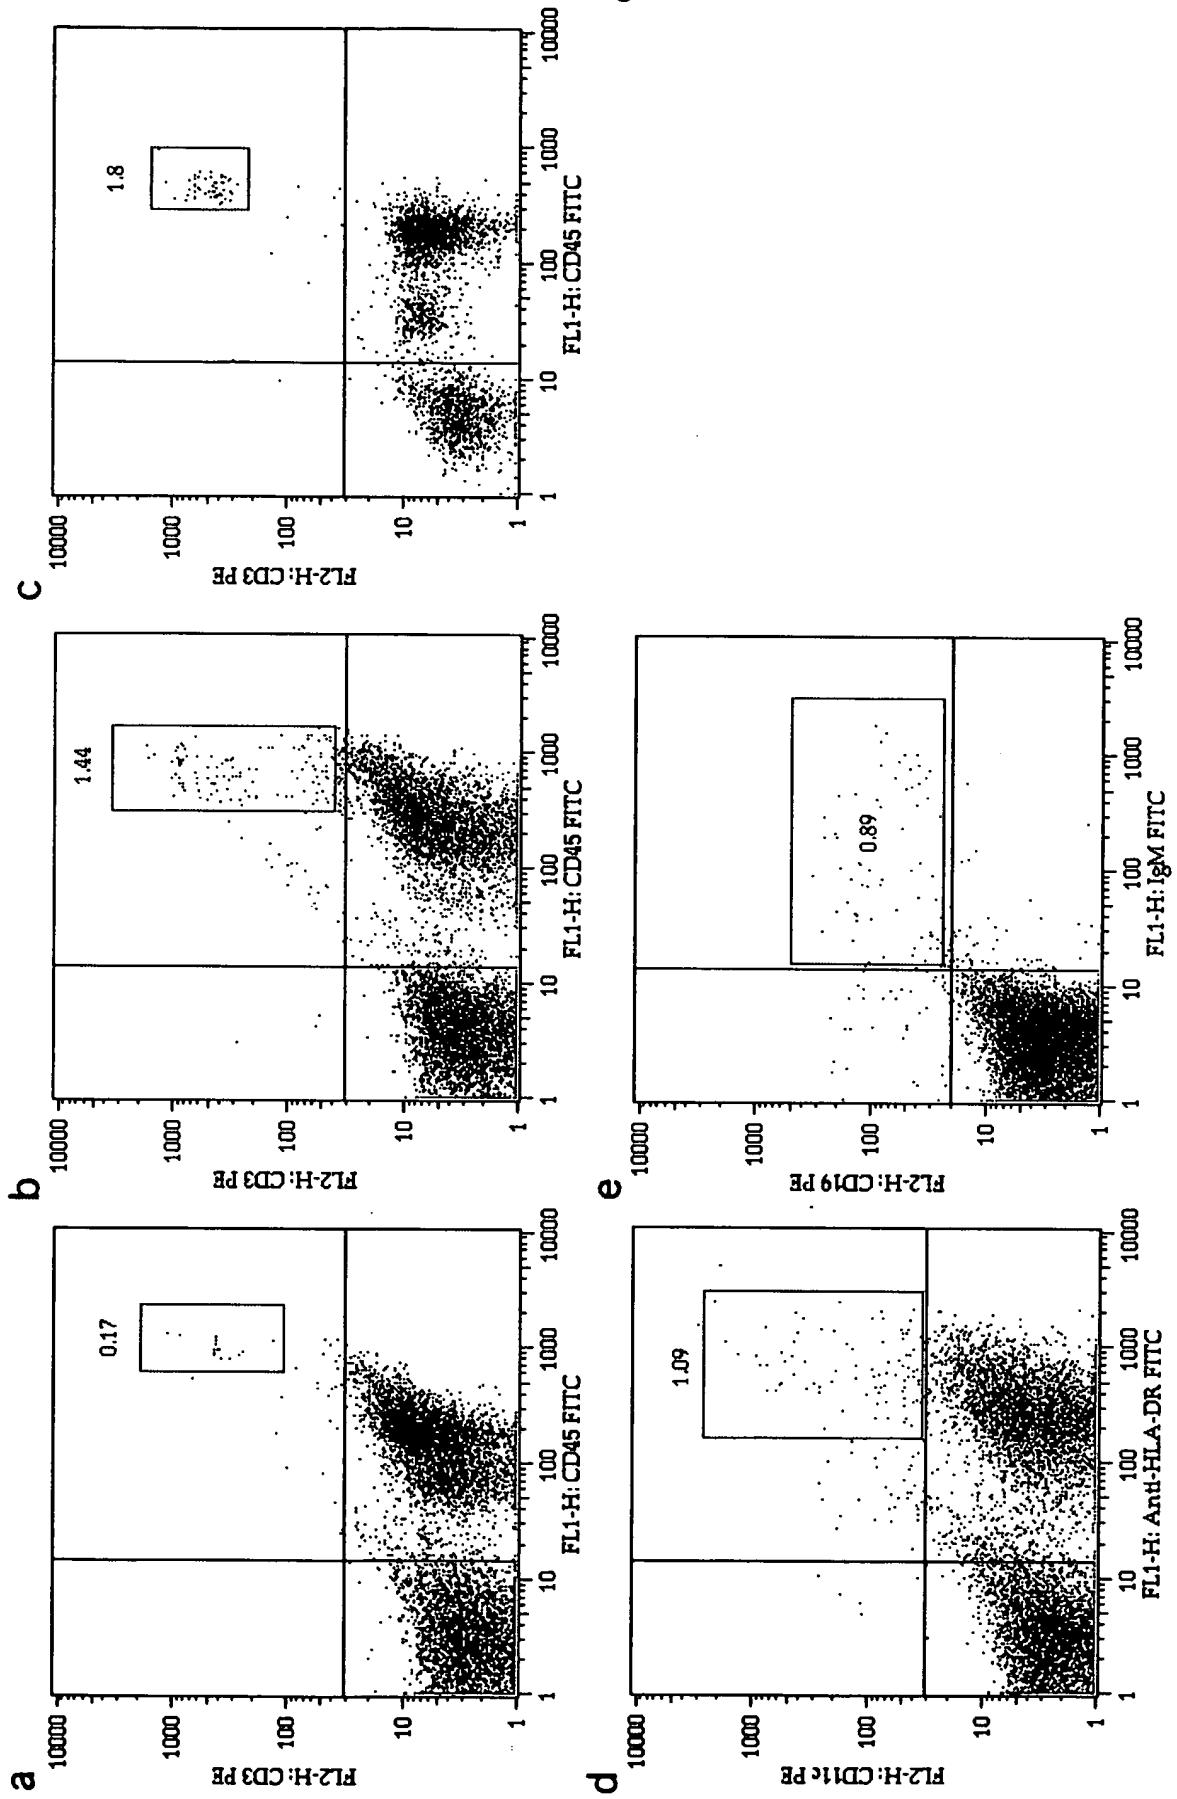 a
0.17
10000
1000
100
10
1
FL2-H: CD3 PE
1 10 100 1000 10000
FL1-H: CD45 FITC
b
1.44
10000
1000
100
10
1
FL2-H: CD3 PE
1 10 100 1000 10000
FL1-H: CD45 FITC
c
1.8
10000
1000
100
10
1
FL2-H: CD3 PE
1 10 100 1000 10000
FL1-H: CD45 FITC
d
1.09
10000
1000
100
10
1
FL2-H: CD11c PE
1 10 100 1000 10000
FL1-H: Anti-HLA-DR FITC
e
0.89
10000
1000
100
10
1
FL2-H: CD19 PE
1 10 100 1000 10000
FL1-H: IgM FITC